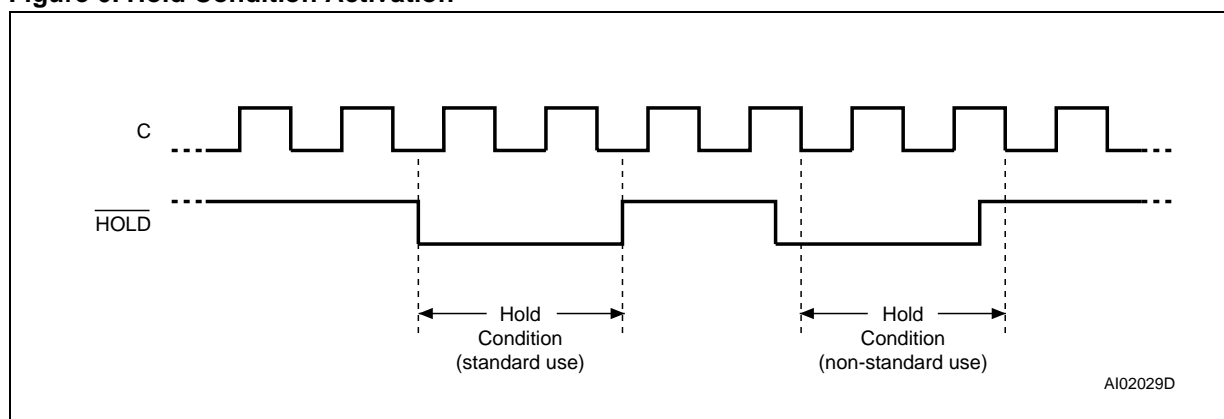 C
HOLD
Hold
Condition
(standard use)
Hold
Condition
(non-standard use)
AI02029D